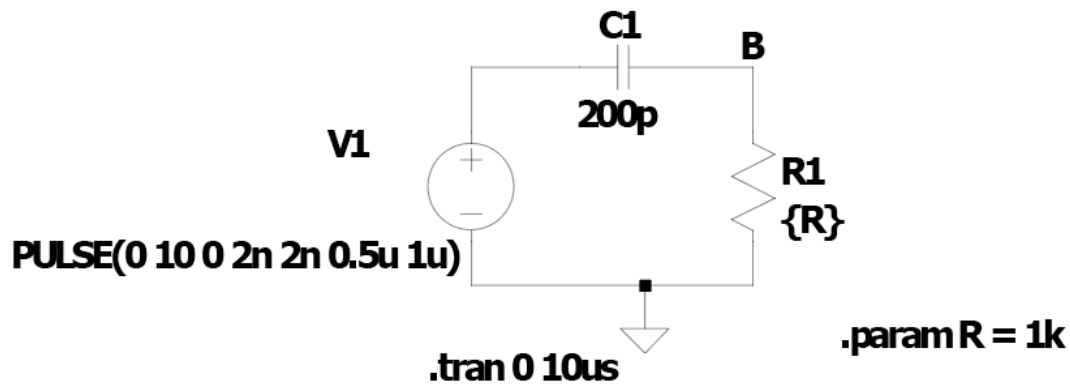 C1
B
200p
V1
R1
{R}
PULSE(0 10 0 2n 2n 0.5u 1u)
.param R = 1k
.tran 0 10us